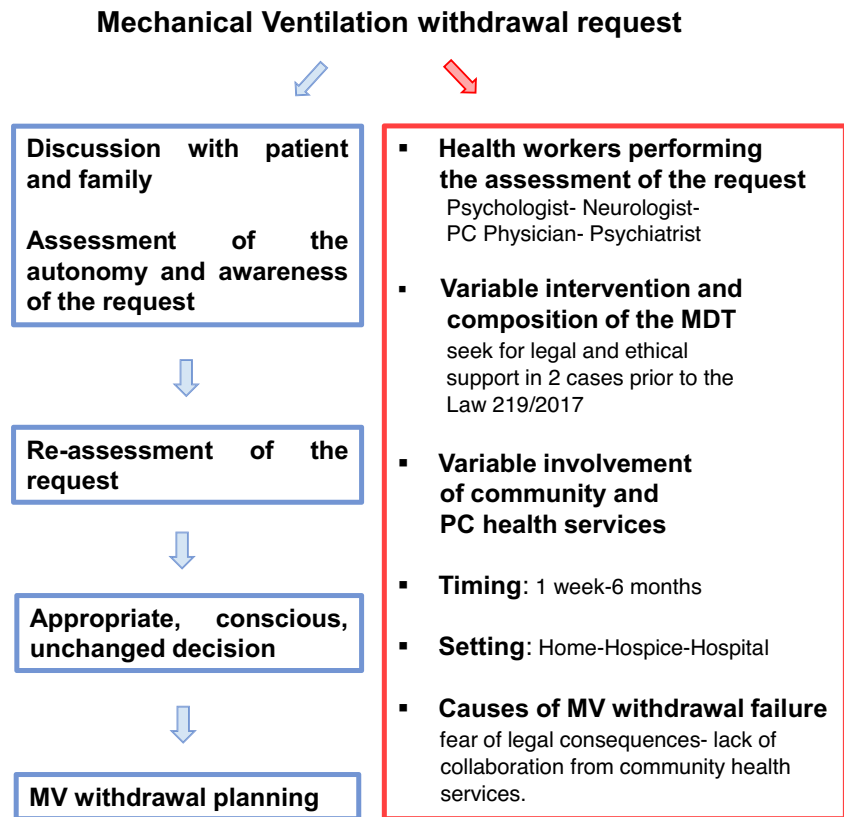 Mechanical Ventilation withdrawal request
Discussion with patient
and family
Assessment of the
autonomy and awareness
of the request
Re-assessment of the
request
Appropriate, conscious,
unchanged decision
MV withdrawal planning
▪ Health workers performing
the assessment of the request
Psychologist- Neurologist-
PC Physician- Psychiatrist
▪ Variable intervention and
composition of the MDT
seek for legal and ethical
support in 2 cases prior to the
Law 219/2017
▪ Variable involvement
of community and
PC health services
▪ Timing: 1 week-6 months
▪ Setting: Home-Hospice-Hospital
▪ Causes of MV withdrawal failure
fear of legal consequences- lack of
collaboration from community health
services.